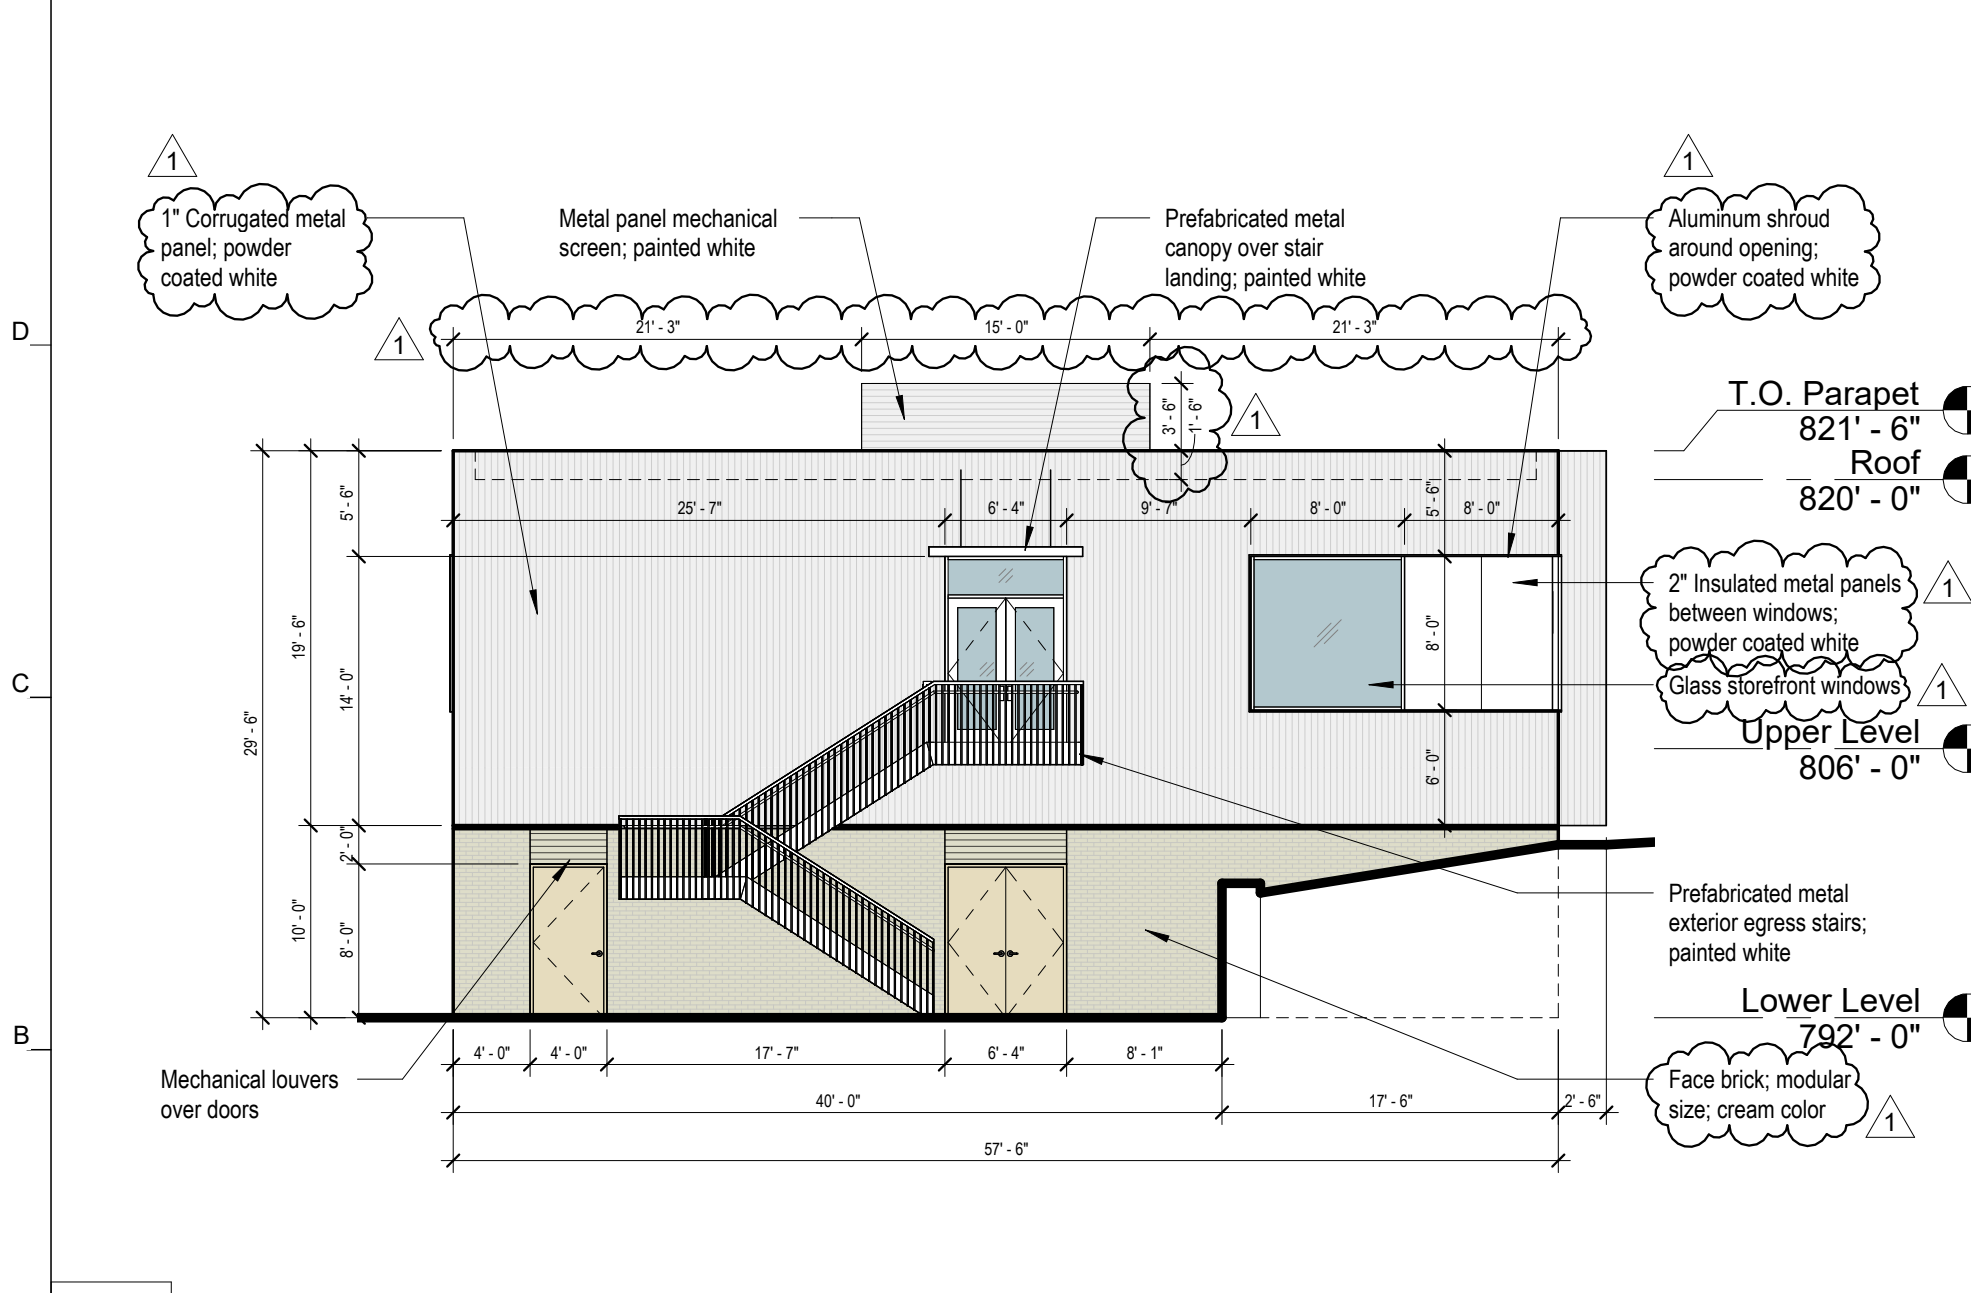 1
1" Corrugated metal
panel; powder
coated white
Metal panel mechanical
screen; painted white
Prefabricated metal
canopy over stair
landing; painted white
1
Aluminum shroud
around opening;
powder coated white
D
1
21' - 3"
15' - 0"
21' - 3"
3' - 6"
1' - 6"
1
T.O. Parapet
821' - 6"
Roof
820' - 0"
5' - 6"
25' - 7"
6' - 4"
9' - 7"
8' - 0"
5' - 6"
8' - 0"
2" Insulated metal panels
between windows;
powder coated white
1
29' - 6"
19' - 6"
14' - 0"
8' - 0"
C
Glass storefront windows
1
Upper Level
806' - 0"
6' - 0"
2' - 0"
10' - 0"
8' - 0"
Prefabricated metal
exterior egress stairs;
painted white
Lower Level
792' - 0"
B
4' - 0"
4' - 0"
17' - 7"
6' - 4"
8' - 1"
Mechanical louvers
over doors
40' - 0"
17' - 6"
2' - 6"
Face brick; modular
size; cream color
1
57' - 6"